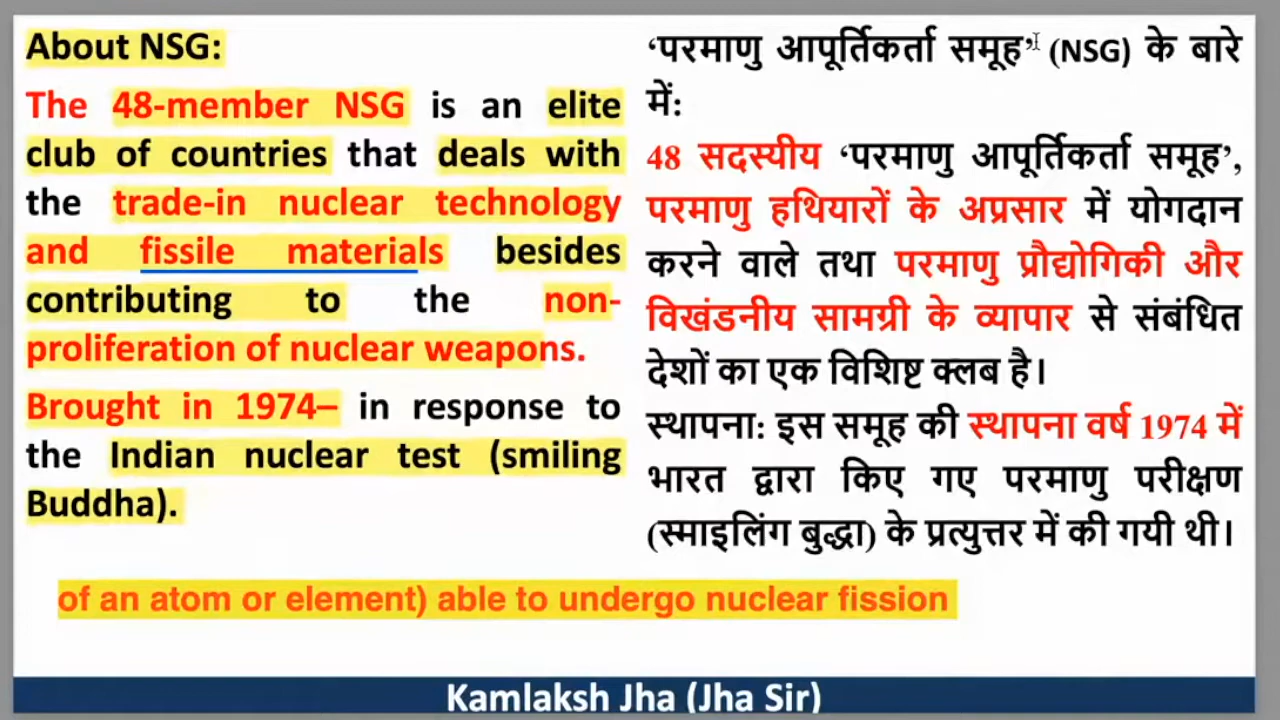 About NSG:
The 48-member NSG is an elite
club of countries that deals with
the trade-in nuclear technology
and fissile materials besides
contributing to the non-
proliferation of nuclear weapons.
Brought in 1974– in response to
the Indian nuclear test (smiling
Buddha).
‘परमाणु आपूर्तिकर्ता समूह’ (NSG) के बारे
में:
48 सदस्यीय ‘परमाणु आपूर्तिकर्ता समूह’,
परमाणु हथियारों के अप्रसार में योगदान
करने वाले तथा परमाणु प्रौद्योगिकी और
विखंडनीय सामग्री के व्यापार से संबंधित
देशों का एक विशिष्ट क्लब है।
स्थापना: इस समूह की स्थापना वर्ष 1974 में
भारत द्वारा किए गए परमाणु परीक्षण
(स्माइलिंग बुद्धा) के प्रत्युत्तर में की गयी थी।
of an atom or element) able to undergo nuclear fission
Kamlaksh Jha (Jha Sir)